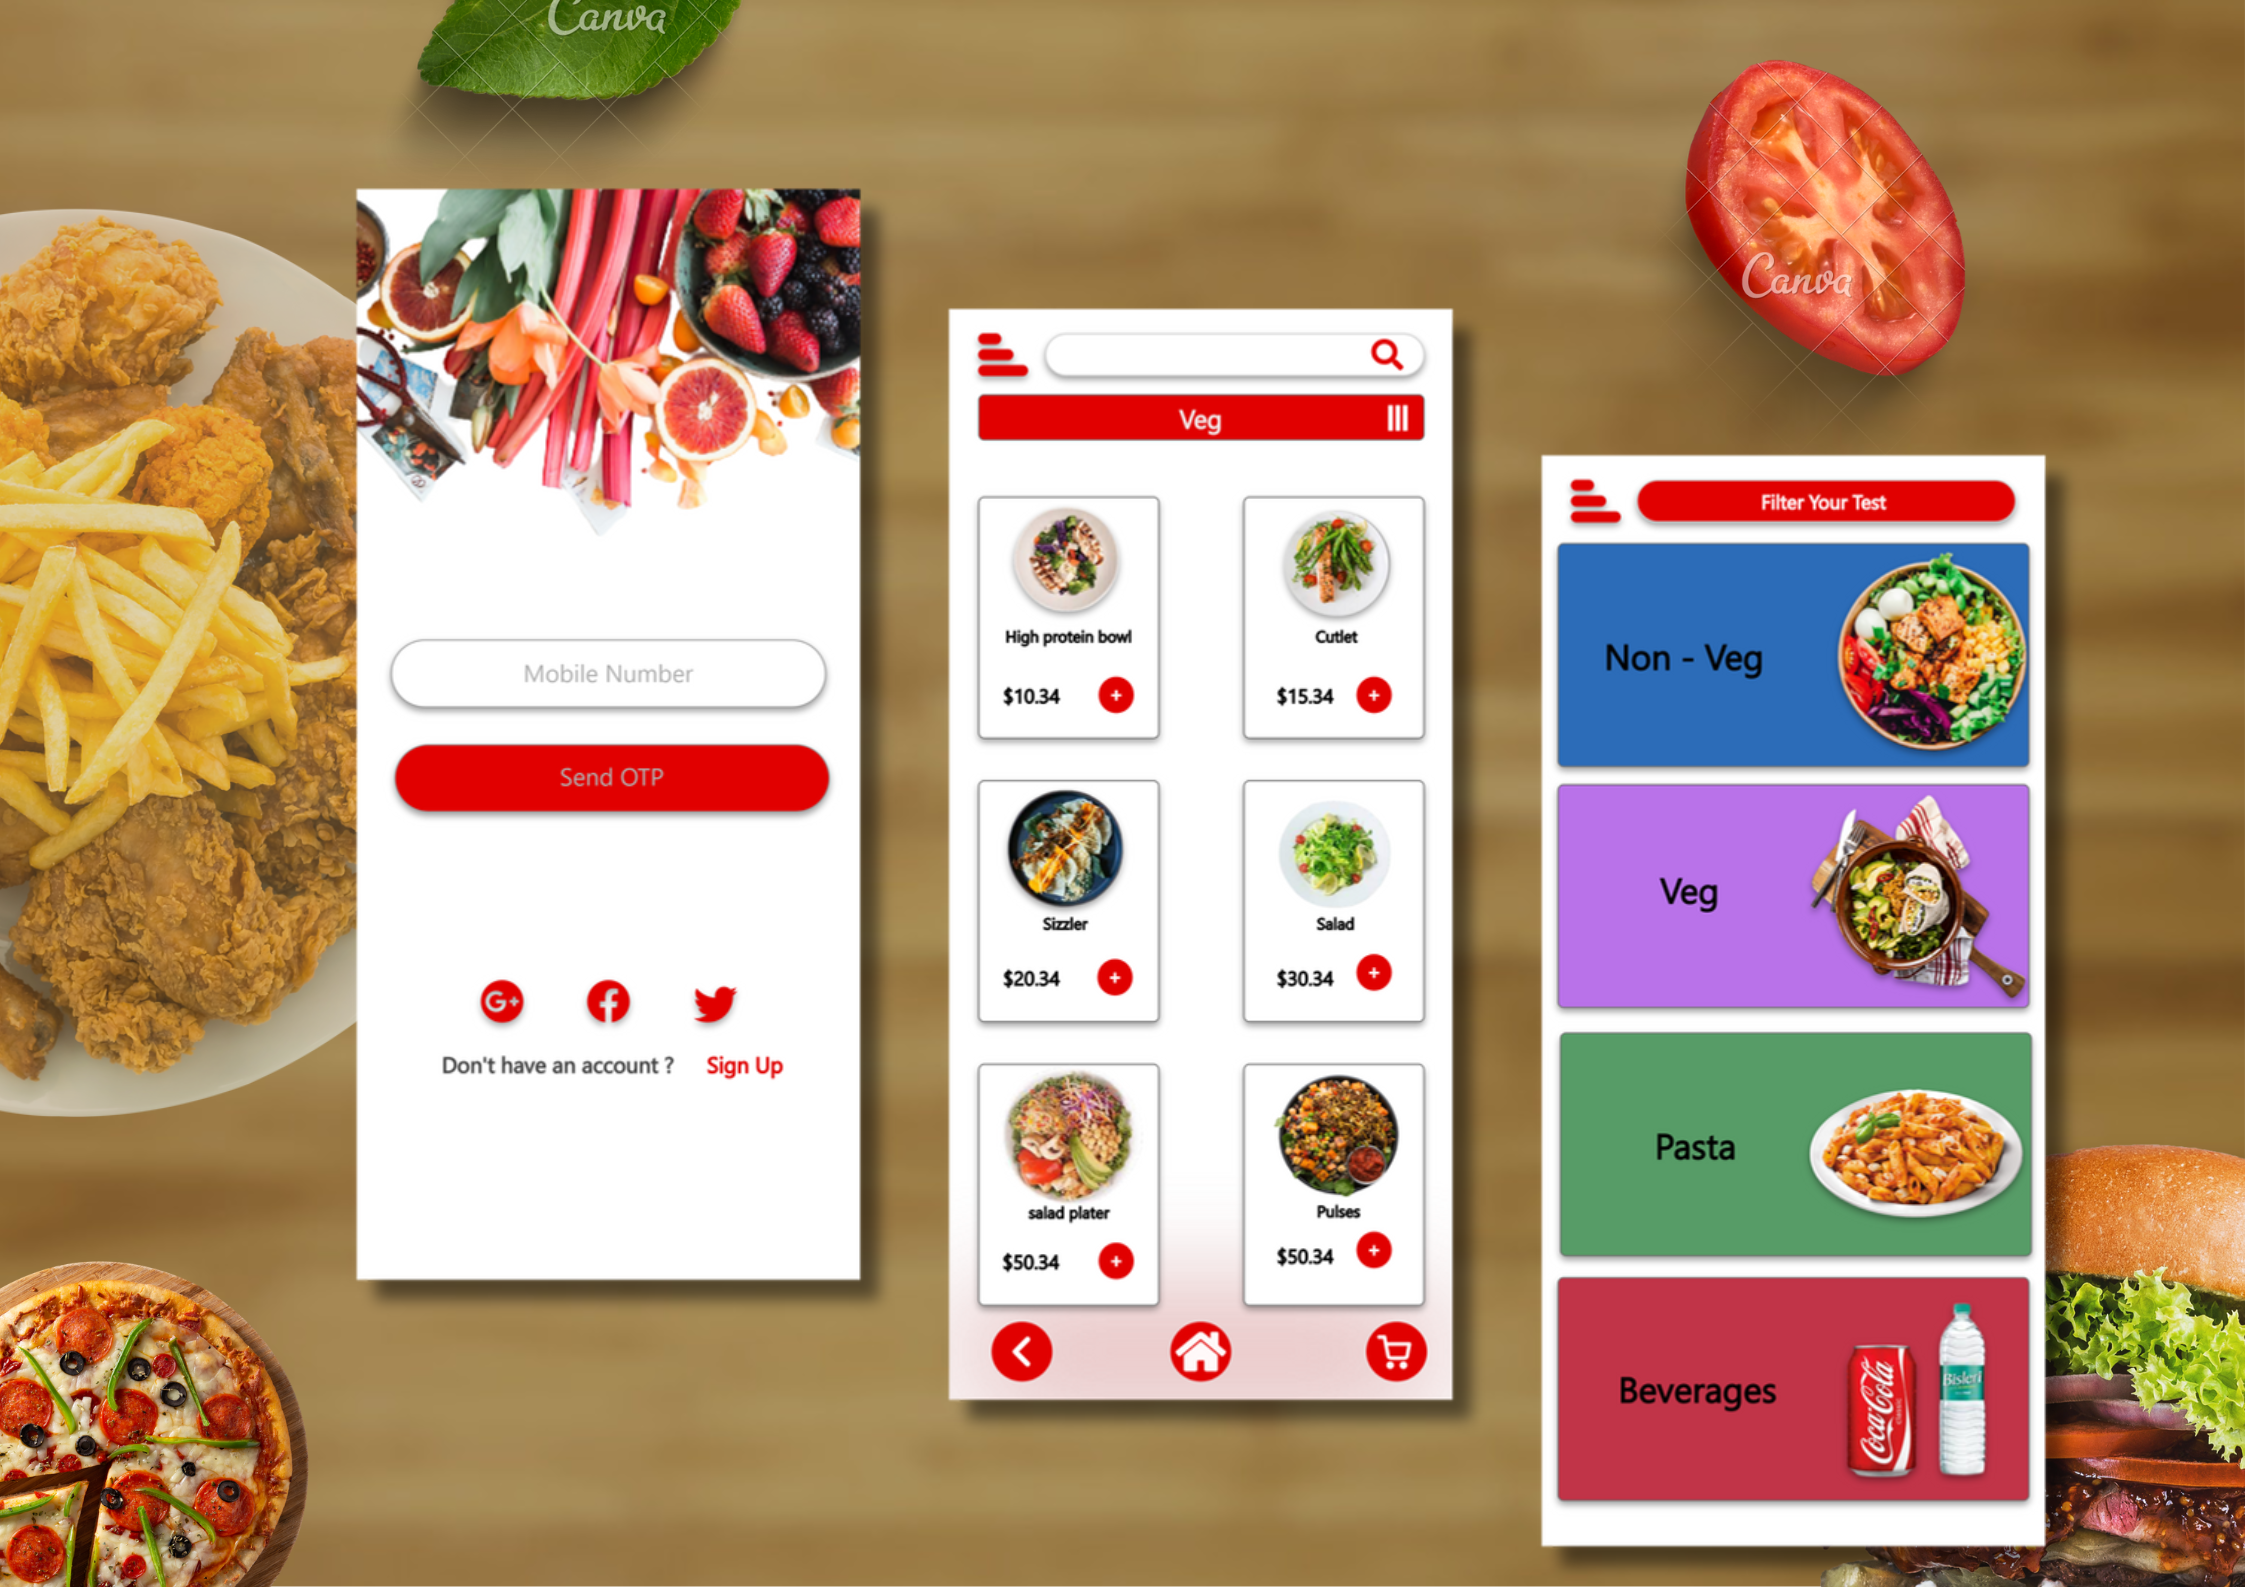 Canva
Canva
Mobile Number
Send OTP
G+
Don't have an account ? Sign Up
Veg
High protein bowl
$10.34 +
Cutlet
$15.34 +
Sizzler
$20.34 +
Salad
$30.34 +
salad plater
$50.34 +
Pulses
$50.34 +
Filter Your Test
Non - Veg
Veg
Pasta
Beverages
Coca-Cola
Bisleri